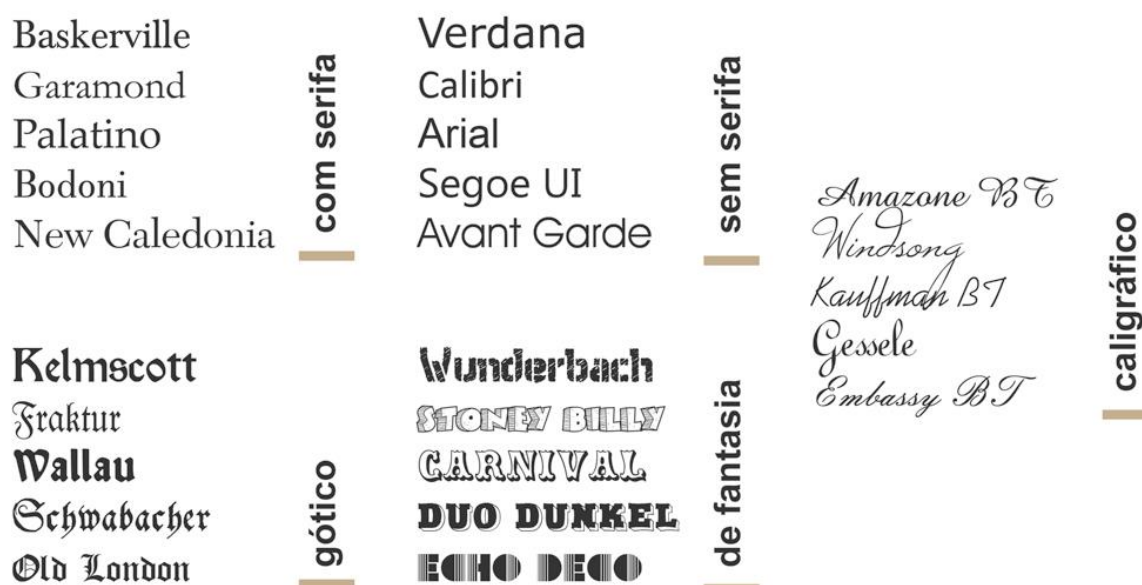 Baskerville
Garamond
Palatino
Bodoni
New Caledonia
com serifa
Verdana
Calibri
Arial
Segoe UI
Avant Garde
sem serifa
Kelmscott
Fraktur
Wallau
Schwabacher
Old London
gótico
Wunderbach
STONEY BILLY
CARNIVAL
DUO DUNKEL
ECHO DECO
de fantasia
Amazone BT
Windsong
Kauffman BT
Gessele
Embassy BT
caligráfico